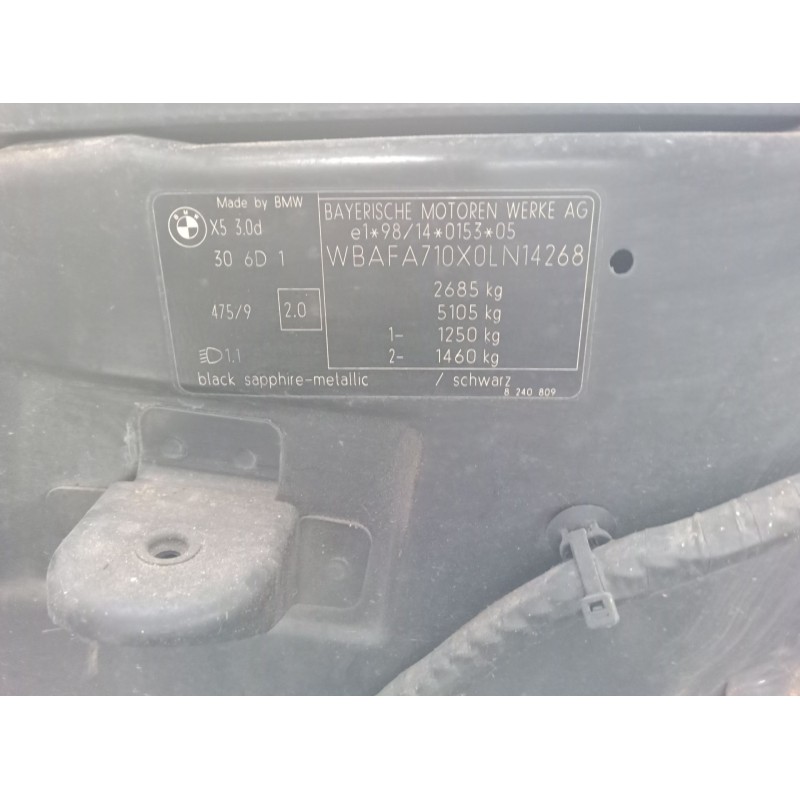 Made by BMW
BMW
X5 3.0d
30 6D 1
475/9 2.0
1.1
black sapphire-metallic / schwarz
8 240 809
BAYERISCHE MOTOREN WERKE AG
e1*98/14*0153*05
WBAFA710X0LN14268
2685 kg
5105 kg
1- 1250 kg
2- 1460 kg